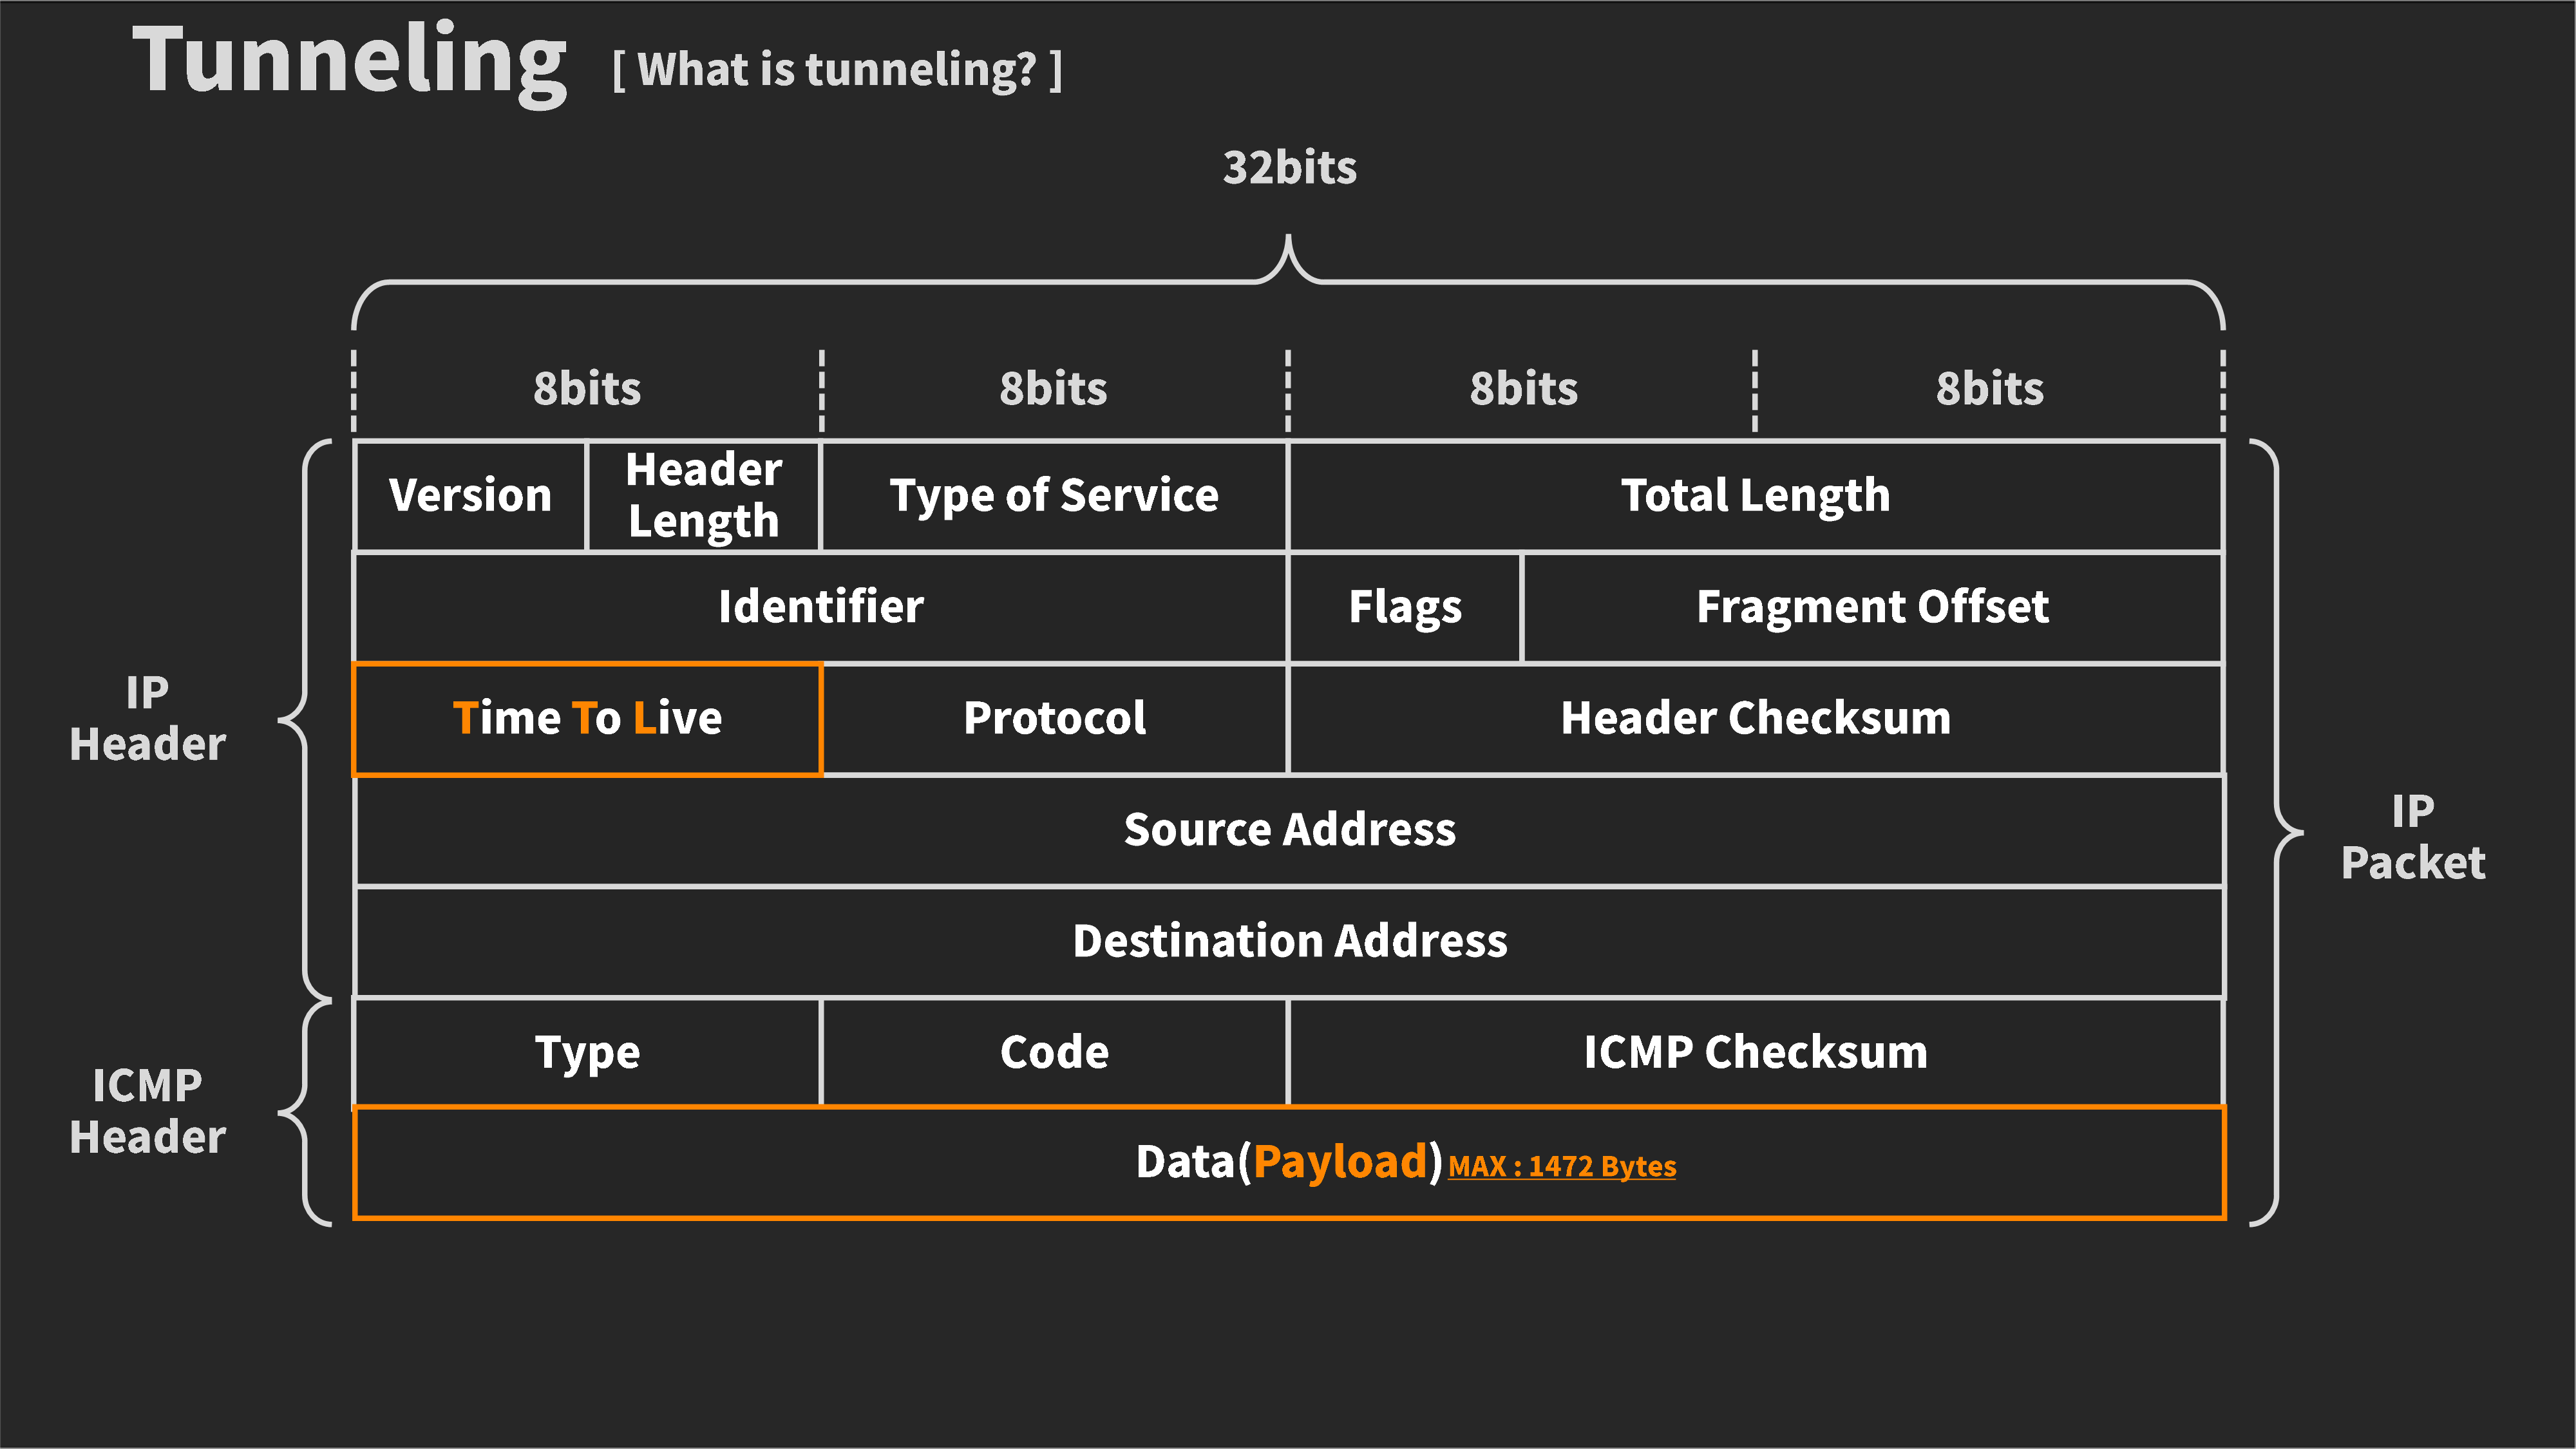 Tunneling [ What is tunneling? ]
32bits
8bits 8bits 8bits 8bits
Version
Header
Length
Type of Service
Total Length
Identifier
Flags
Fragment Offset
IP
Header
Time To Live
Protocol
Header Checksum
Source Address
IP
Packet
Destination Address
ICMP
Header
Type
Code
ICMP Checksum
Data(Payload) MAX : 1472 Bytes